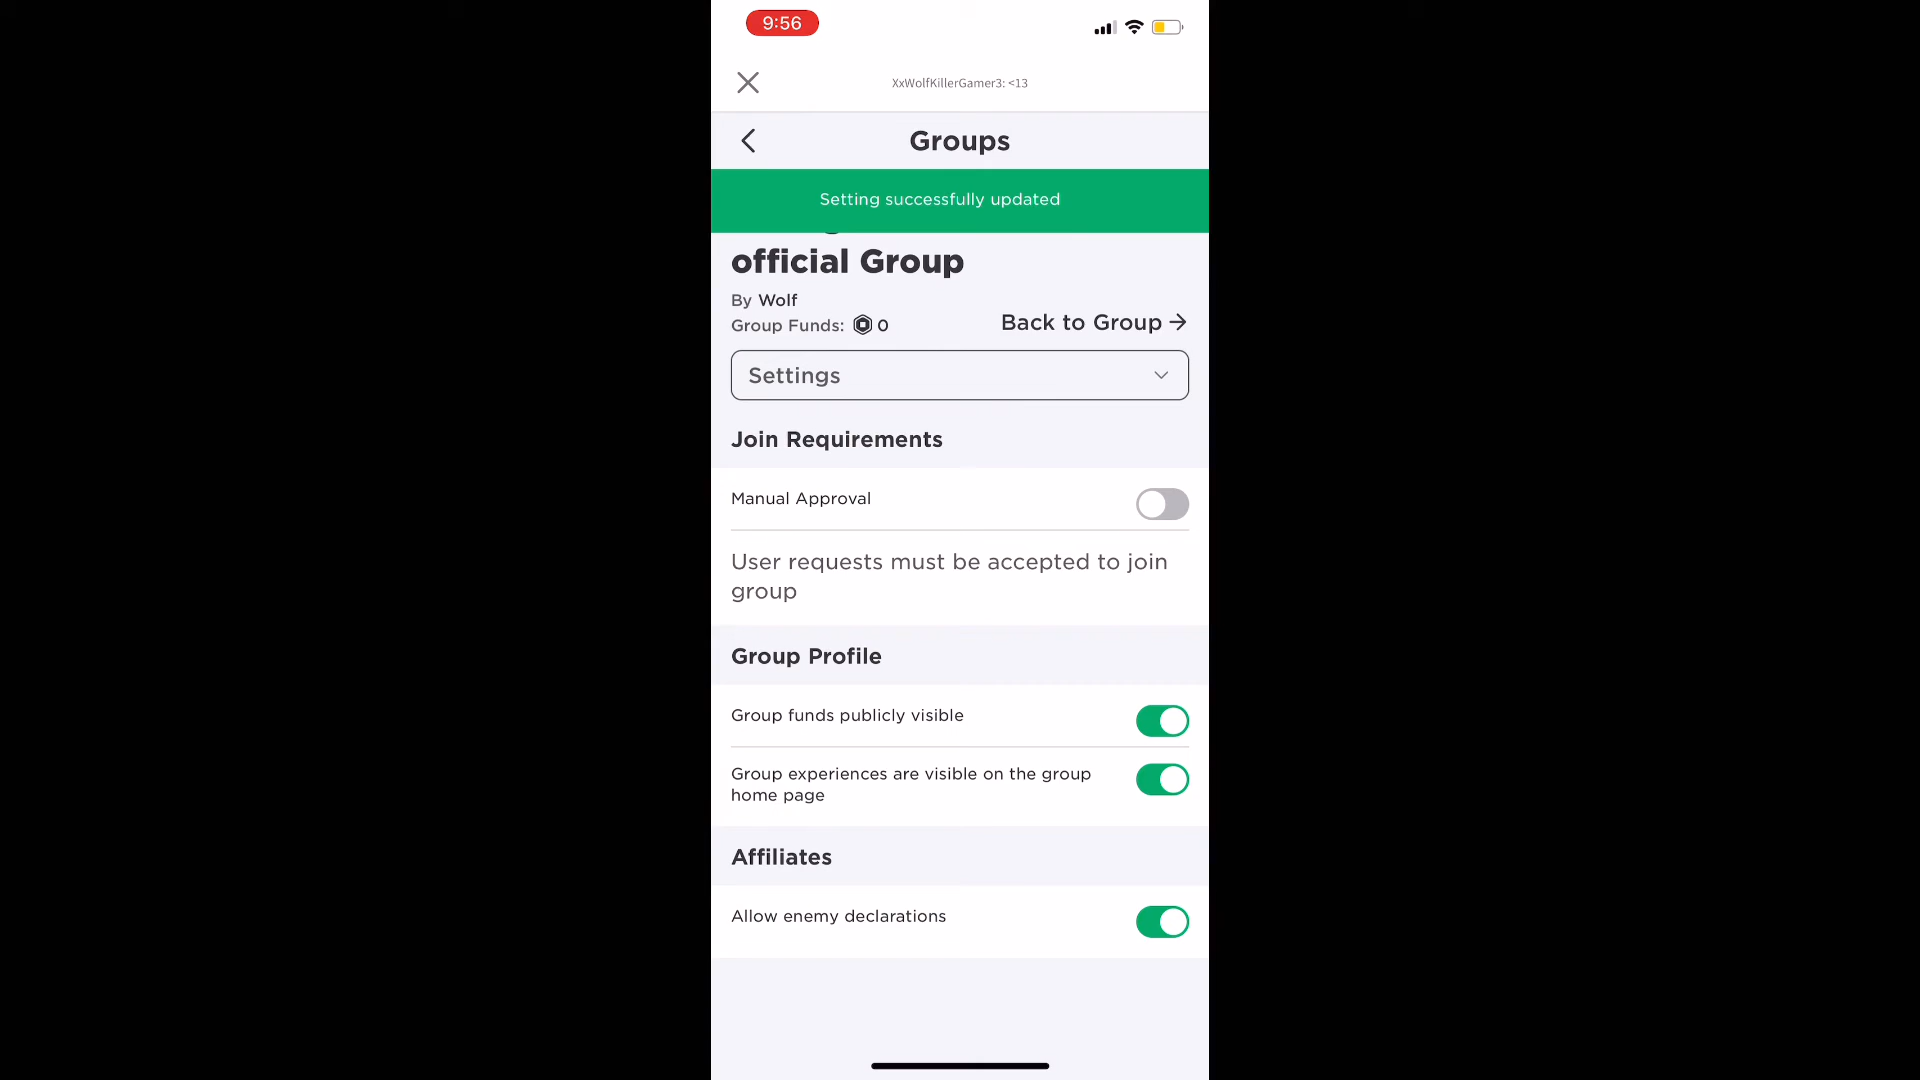 9:56
XxWolfKillerGamer3: <13
Groups
Setting successfully updated
official Group
By Wolf
Group Funds: 0
Back to Group
Settings
Join Requirements
Manual Approval
User requests must be accepted to join
group
Group Profile
Group funds publicly visible
Group experiences are visible on the group
home page
Affiliates
Allow enemy declarations